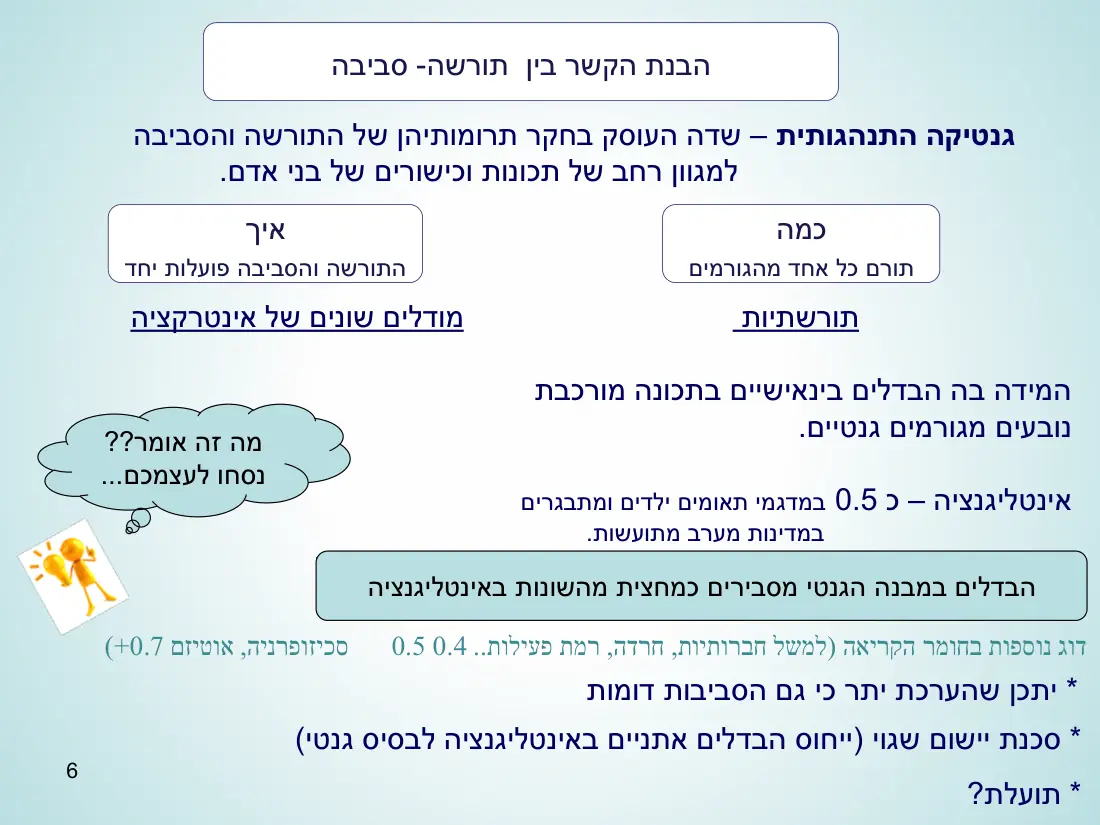 הבנת הקשר בין תורשה- סביבה
גנטיקה התנהגותית – שדה העוסק בחקר תרומותיהן של התורשה והסביבה
למגוון רחב של תכונות וכישורים של בני אדם.
כמה
תורם כל אחד מהגורמים
איך
התורשה והסביבה פועלות יחד
תורשתיות
מודלים שונים של אינטרקציה
המידה בה הבדלים בינאישיים בתכונה מורכבת
נובעים מגורמים גנטיים.
מה זה אומר??
נסחו לעצמכם...
אינטליגנציה – כ 0.5 במדגמי תאומים ילדים ומתבגרים
במדינות מערב מתועשות.
הבדלים במבנה הגנטי מסבירים כמחצית מהשונות באינטליגנציה
דוג נוספות בחומר הקריאה (למשל חברותיות, חרדה, רמת פעילות.. 0.4 0.5 סכיזופרניה, אוטיזם 0.7+)
* יתכן שהערכת יתר כי גם הסביבות דומות
* סכנת יישום שגוי (ייחוס הבדלים אתניים באינטליגנציה לבסיס גנטי)
* תועלת?
6